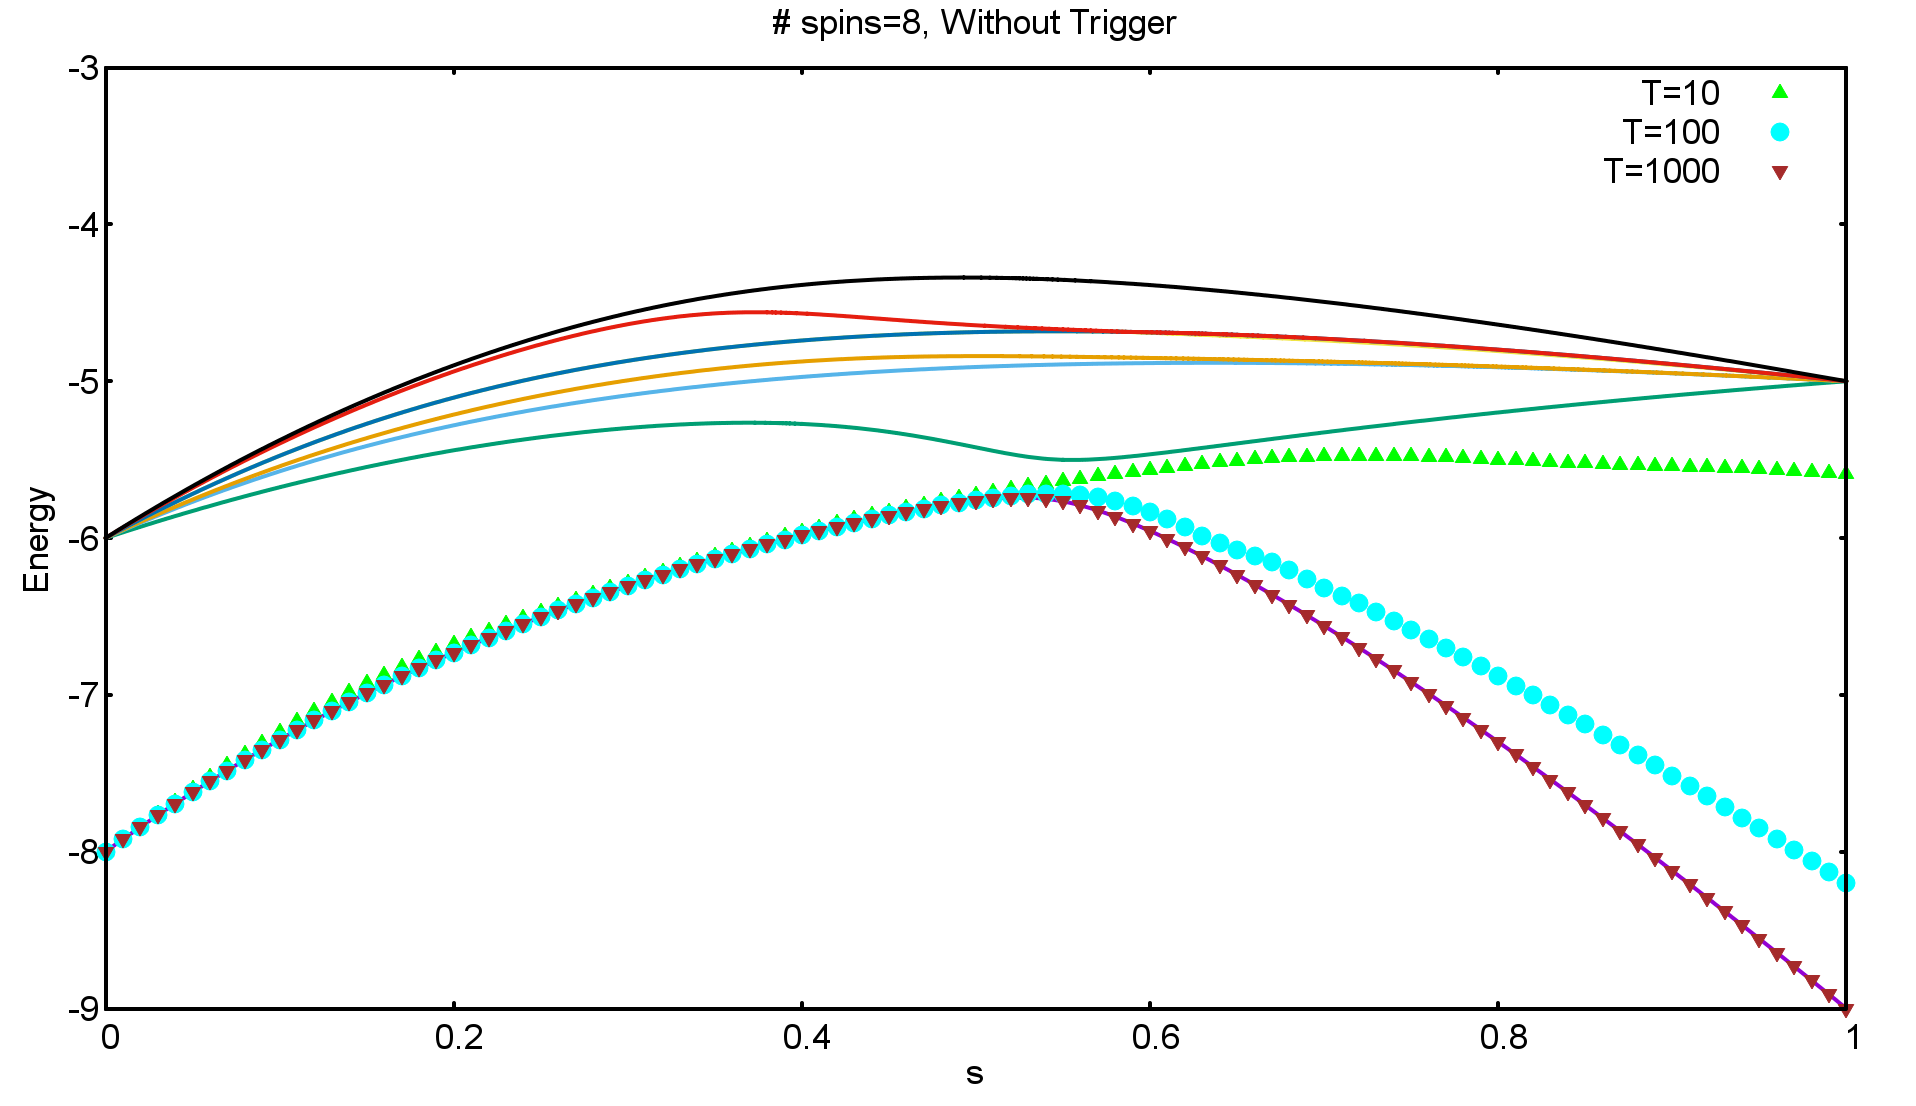 # spins=8, Without Trigger
T=10
T=100
T=1000
-3
-4
-5
-6
-7
-8
-9
Energy
0 0.2 0.4 0.6 0.8 1
s